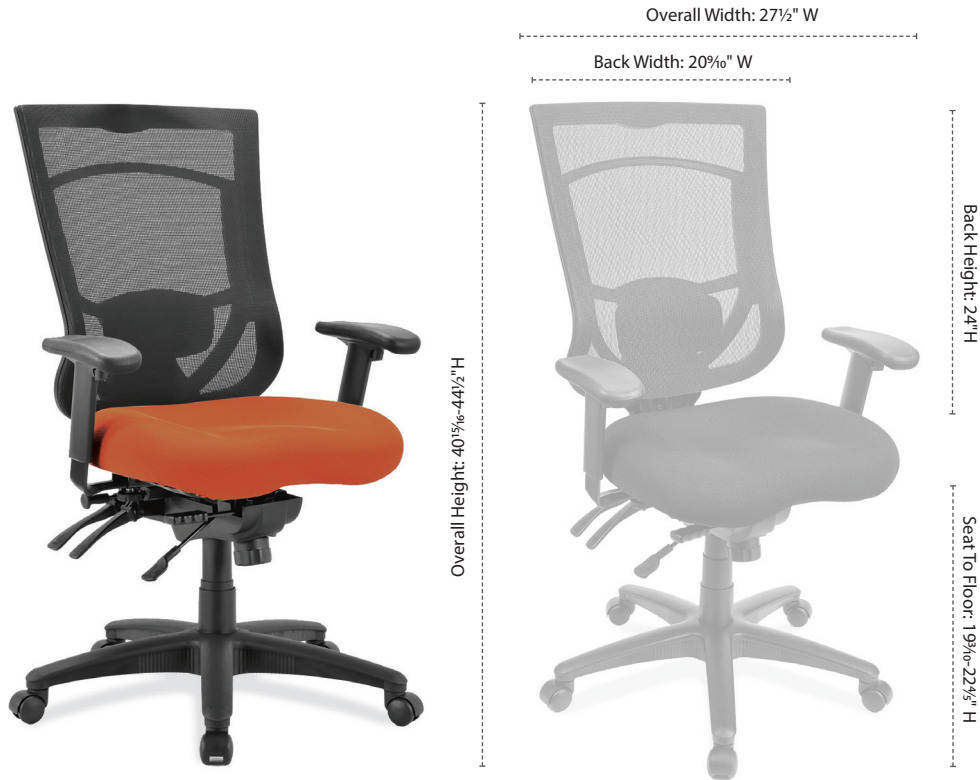 Overall Width: 27½" W
Back Width: 20⁹⁄₁₀" W
Back Height: 24"H
Overall Height: 40¹⁵⁄₁₆-44½"H
Seat To Floor: 19³⁄₁₀-22⅘" H